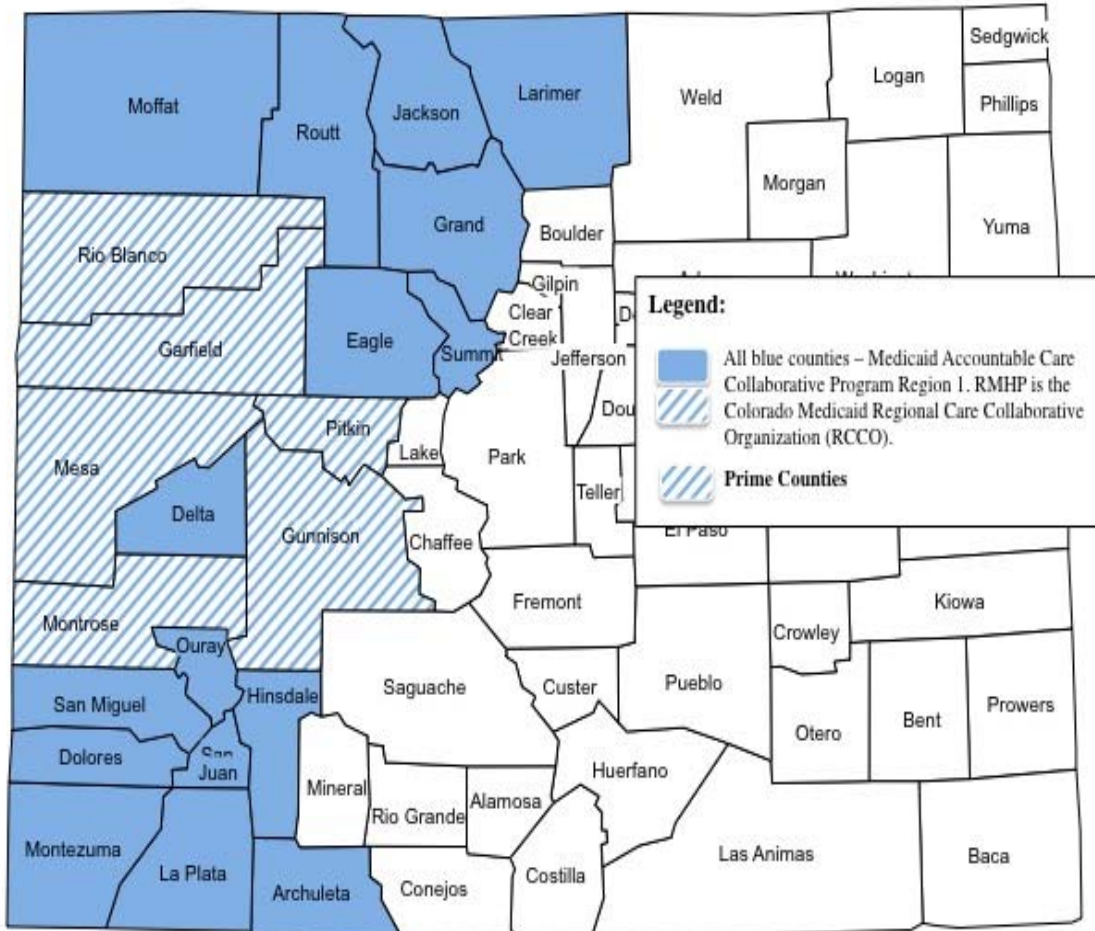 Sedgwick
Logan
Larimer
Weld
Moffat
Jackson
Phillips
Routt
Morgan
Grand
Yuma
Boulder
Rio Blanco
Gilpin
Clear
Creek
Eagle
Summit
Garfield
Jefferson
Legend:
All blue counties – Medicaid Accountable Care
Collaborative Program Region 1. RMHP is the
Colorado Medicaid Regional Care Collaborative
Organization (RCCO).
Prime Counties
Pitkin
Lake
Park
Mesa
Teller
Delta
Gunnison
Chaffee
El Paso
Fremont
Kiowa
Montrose
Crowley
Ouray
Saguache
Custer
Pueblo
Hinsdale
San Miguel
Prowers
Bent
Otero
Dolores
San
Juan
Huerfano
Mineral
Rio Grande
Alamosa
Montezuma
La Plata
Las Animas
Baca
Costilla
Archuleta
Conejos